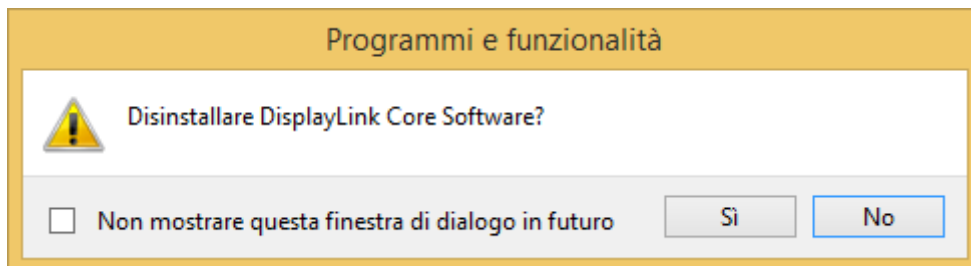 Programmi e funzionalità
Disinstallare DisplayLink Core Software?
Non mostrare questa finestra di dialogo in futuro
Sì
No